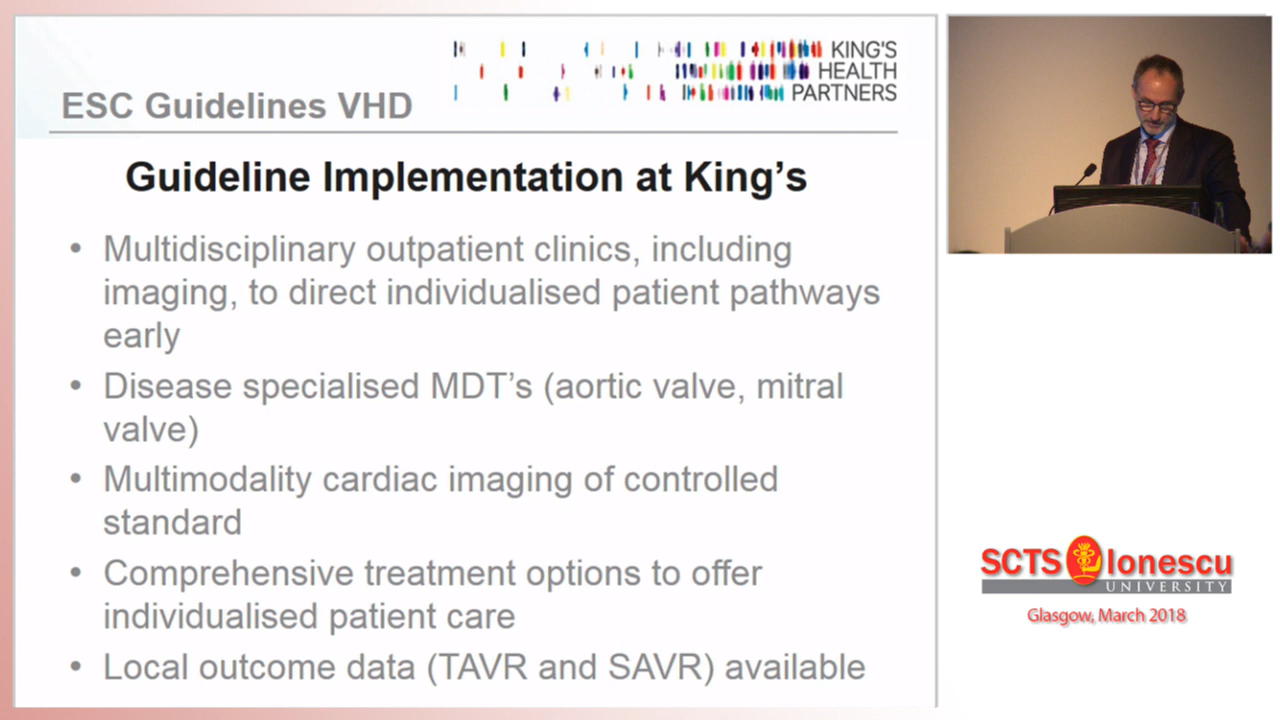 KING'S
HEALTH
PARTNERS
ESC Guidelines VHD
Guideline Implementation at King's
• Multidisciplinary outpatient clinics, including
imaging, to direct individualised patient pathways
early
• Disease specialised MDT's (aortic valve, mitral
valve)
• Multimodality cardiac imaging of controlled
standard
• Comprehensive treatment options to offer
individualised patient care
• Local outcome data (TAVR and SAVR) available
SCTS Ionescu
UNIVERSITY
Glasgow, March 2018